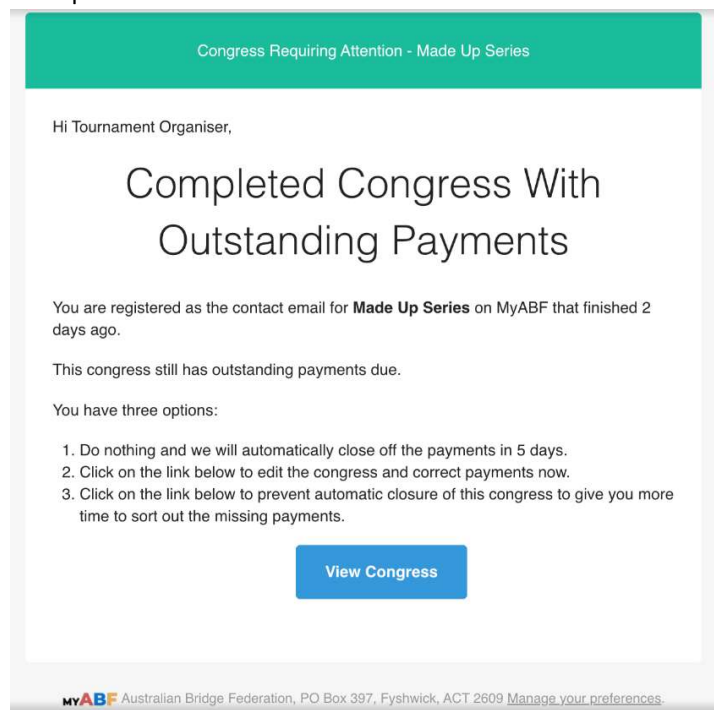 Congress Requiring Attention - Made Up Series
Hi Tournament Organiser,
Completed Congress With
Outstanding Payments
You are registered as the contact email for Made Up Series on MyABF that finished 2
days ago.
This congress still has outstanding payments due.
You have three options:
1. Do nothing and we will automatically close off the payments in 5 days.
2. Click on the link below to edit the congress and correct payments now.
3. Click on the link below to prevent automatic closure of this congress to give you more
time to sort out the missing payments.
View Congress
MYABF Australian Bridge Federation, PO Box 397, Fyshwick, ACT 2609 Manage your preferences.